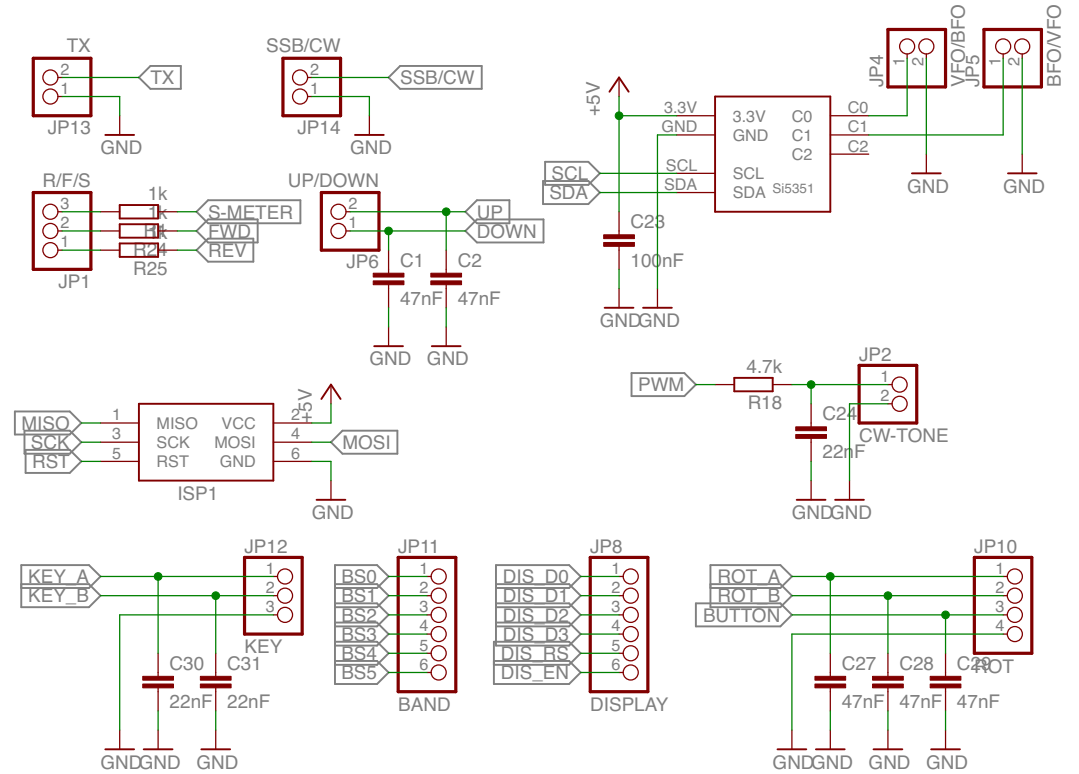 TX
2
1
TX
JP13
GND
SSB/CW
2
1
SSB/CW
JP14
GND
R/F/S
3
2
1
1k
1k
S-METER
FWD
REV
R24
R25
JP1
UP/DOWN
2
1
UP
DOWN
JP6
C1
C2
47nF
47nF
GND
GND
+5V
3.3V
GND
SCL
SDA
SCL
SDA
3.3V
GND
SCL
SDA
C0
C1
C2
Si5351
C0
C1
C2
C23
100nF
GND
GND
JP4
1
2
VFO/BFO
GND
JP5
1
2
BFO/VFO
GND
MISO
SCK
RST
1
3
5
MISO
SCK
RST
VCC
MOSI
GND
2
4
6
+5V
MOSI
ISP1
GND
PWM
4.7k
R18
C24
22nF
JP2
1
2
CW-TONE
GND
GND
JP12
KEY_A
KEY_B
1
2
3
KEY
C30
C31
22nF
22nF
GND
GND
GND
JP11
BS0
BS1
BS2
BS3
BS4
BS5
1
2
3
4
5
6
BAND
JP8
DIS_D0
DIS_D1
DIS_D2
DIS_D3
DIS_RS
DIS_EN
1
2
3
4
5
6
DISPLAY
JP10
ROT_A
ROT_B
BUTTON
1
2
3
4
ROT
C27
C28
C29
47nF
47nF
47nF
GND
GND
GND
GND